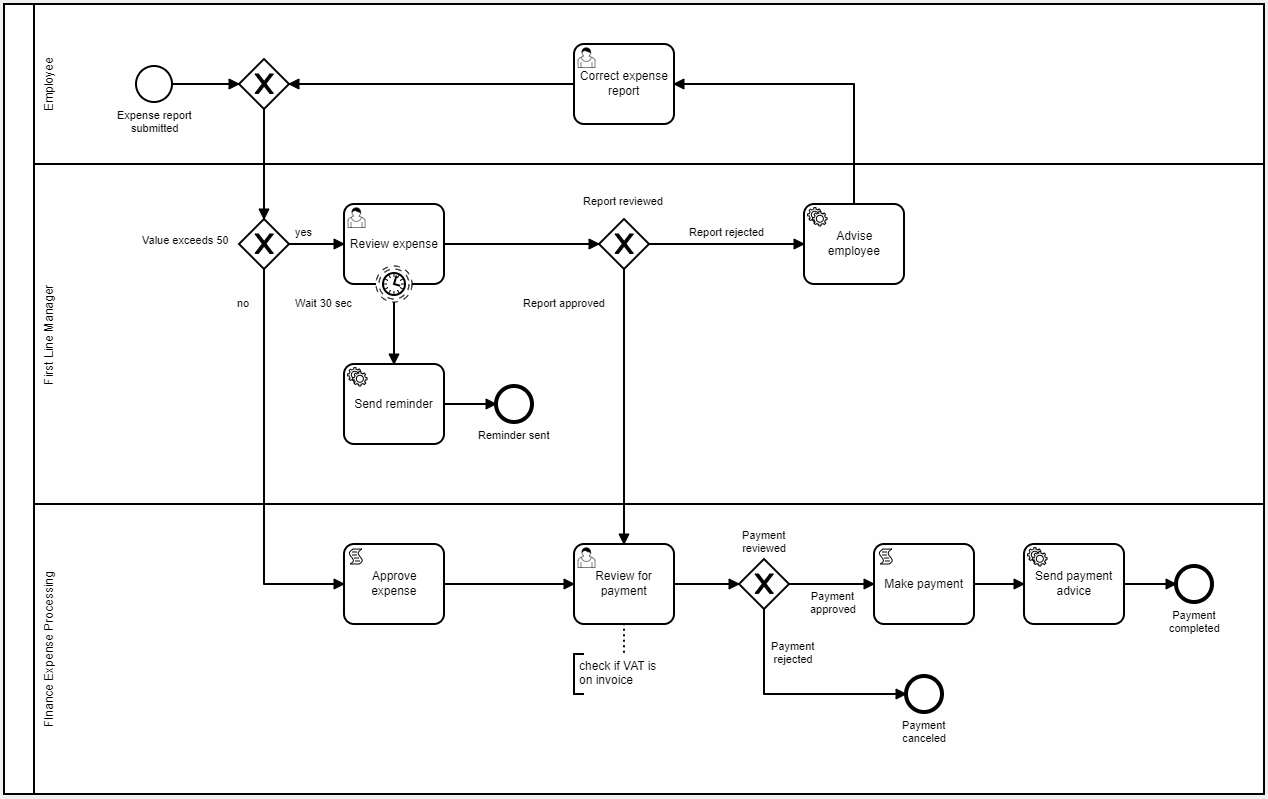 Employee
Expense report
submitted
Correct expense
report
First Line Manager
Value exceeds 50
yes
no
Review expense
Wait 30 sec
Send reminder
Reminder sent
Report reviewed
Report rejected
Report approved
Advise
employee
FInance Expense Processing
Approve
expense
Review for
payment
check if VAT is
on invoice
Payment
reviewed
Payment
approved
Payment
rejected
Make payment
Send payment
advice
Payment
completed
Payment
canceled